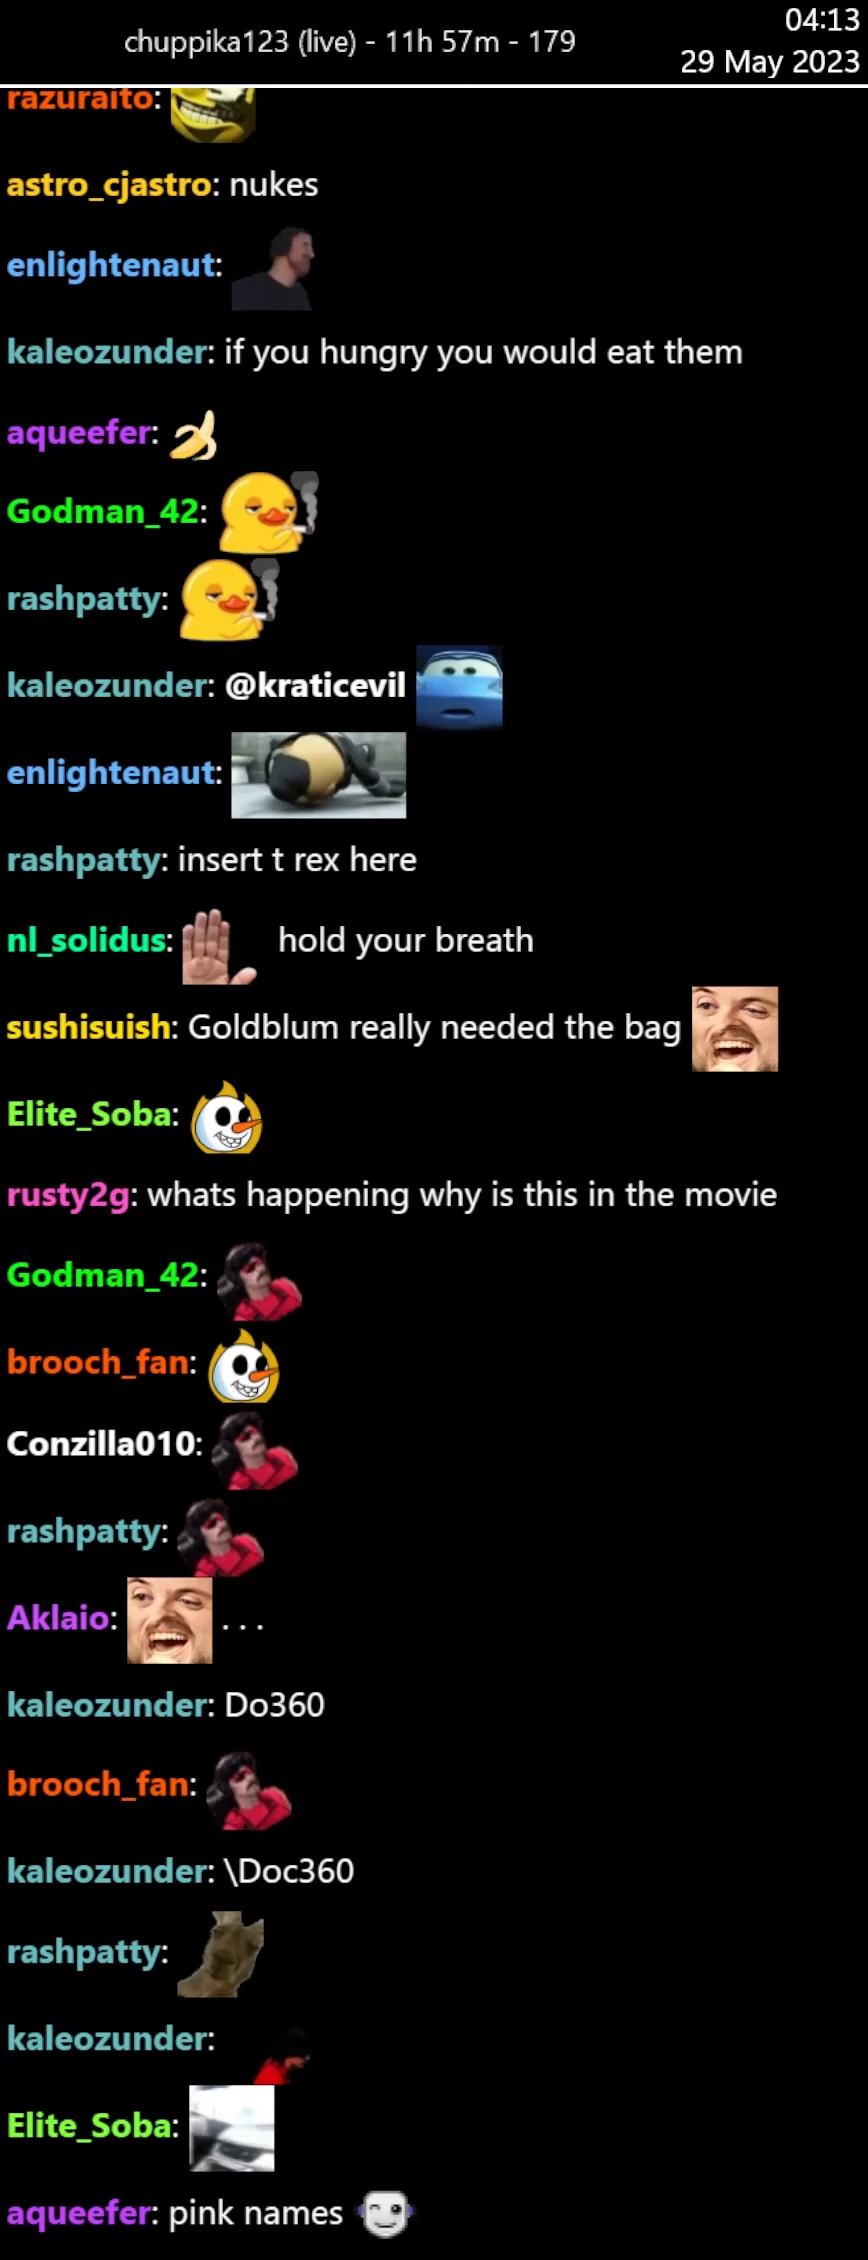 04:13
chuppika123 (live) - 11h 57m - 179
29 May 2023
razuraito:
astro_cjastro: nukes
enlightenaut:
kaleozunder: if you hungry you would eat them
aqueefer:
Godman_42:
rashpatty:
kaleozunder: @kraticevil
enlightenaut:
rashpatty: insert t rex here
nl_solidus: hold your breath
sushisuish: Goldblum really needed the bag
Elite_Soba:
rusty2g: whats happening why is this in the movie
Godman_42:
brooch_fan:
Conzilla010:
rashpatty:
Aklaio: . . .
kaleozunder: Do360
brooch_fan:
kaleozunder: \Doc360
rashpatty:
kaleozunder:
Elite_Soba:
aqueefer: pink names